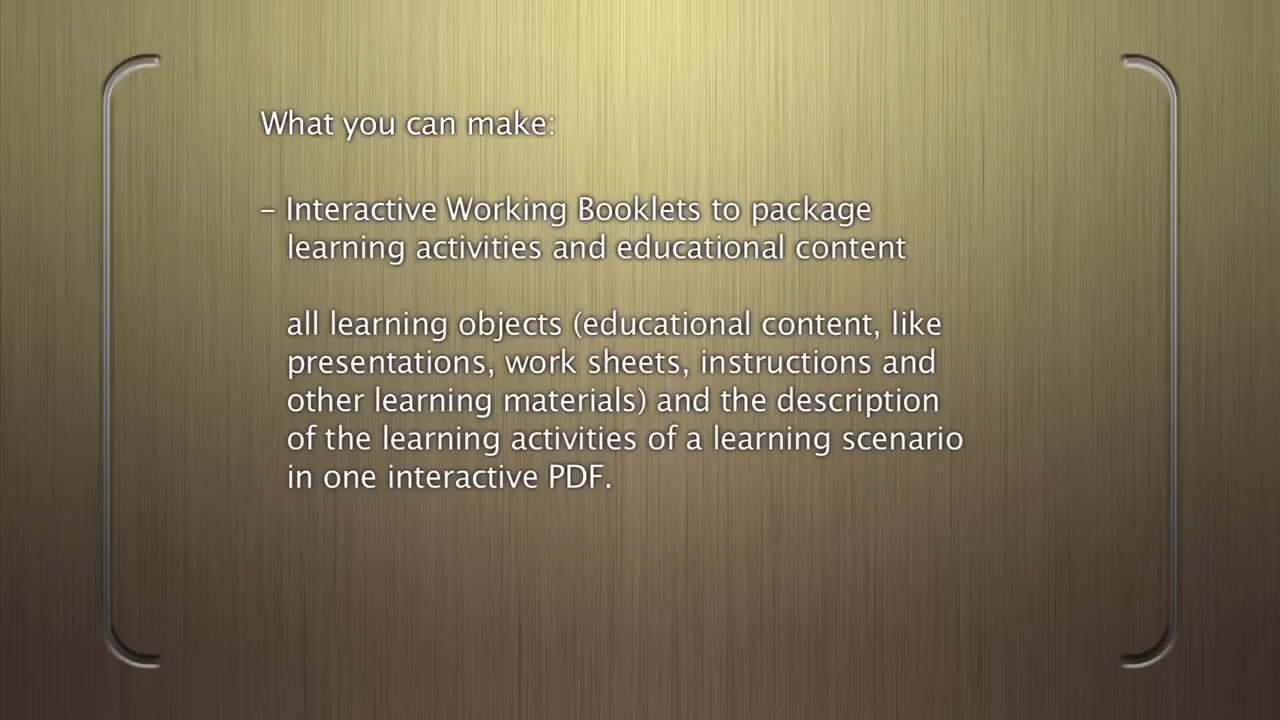 What you can make:
– Interactive Working Booklets to package
learning activities and educational content
all learning objects (educational content, like
presentations, work sheets, instructions and
other learning materials) and the description
of the learning activities of a learning scenario
in one interactive PDF.